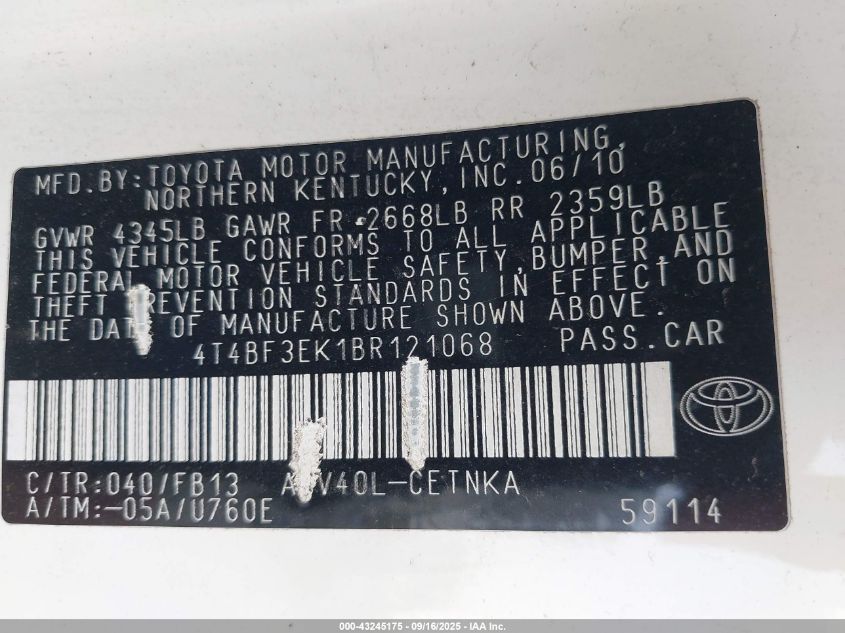 MFD.BY:TOYOTA MOTOR MANUFACTURING,
NORTHERN KENTUCKY,INC.06/10
GVWR 4345LB GAWR FR 2668LB RR 2359LB
THIS VEHICLE CONFORMS TO ALL APPLICABLE
FEDERAL MOTOR VEHICLE SAFETY,BUMPER,AND
THEFT PREVENTION STANDARDS IN EFFECT ON
THE DATE OF MANUFACTURE SHOWN ABOVE.
4T4BF3EK1BR121068 PASS.CAR
C/TR:040/FB13 A V40L-CETNKA
A/TM:-05A/U760E 59114
000-43245175 - 09/16/2025 - IAA Inc.